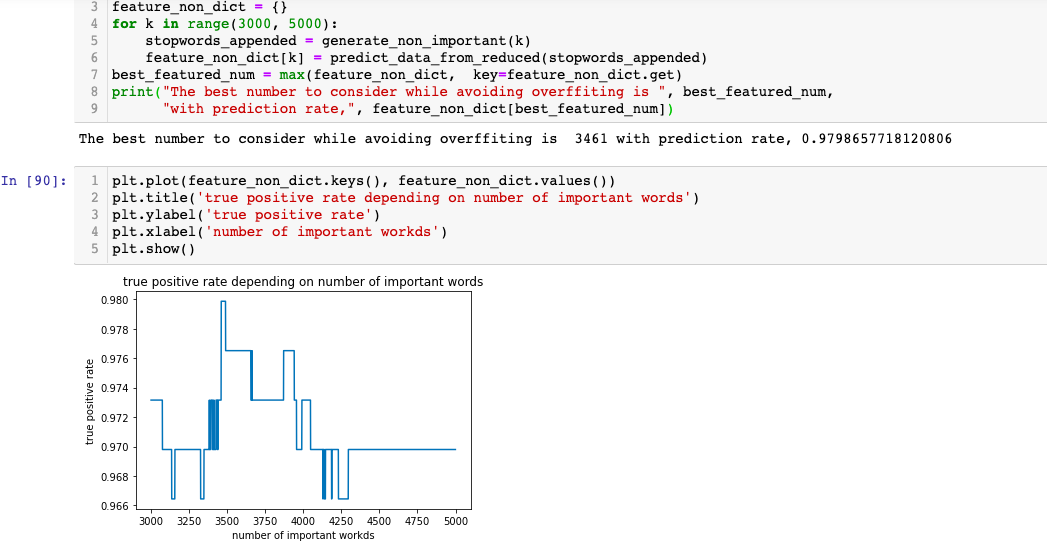 3 feature_non_dict = {}
4 for k in range(3000, 5000):
5 stopwords_appended = generate_non_important(k)
6 feature_non_dict[k] = predict_data_from_reduced(stopwords_appended)
7 best_featured_num = max(feature_non_dict,  key=feature_non_dict.get)
8 print("The best number to consider while avoiding overffiting is ", best_featured_num,
9 "with prediction rate,", feature_non_dict[best_featured_num])
The best number to consider while avoiding overffiting is  3461 with prediction rate, 0.9798657718120806
In [90]:
1 plt.plot(feature_non_dict.keys(), feature_non_dict.values())
2 plt.title('true positive rate depending on number of important words')
3 plt.ylabel('true positive rate')
4 plt.xlabel('number of important workds')
5 plt.show()
true positive rate depending on number of important words
0.980
0.978
0.976
0.974
0.972
0.970
0.968
0.966
true positive rate
3000 3250 3500 3750 4000 4250 4500 4750 5000
number of important workds